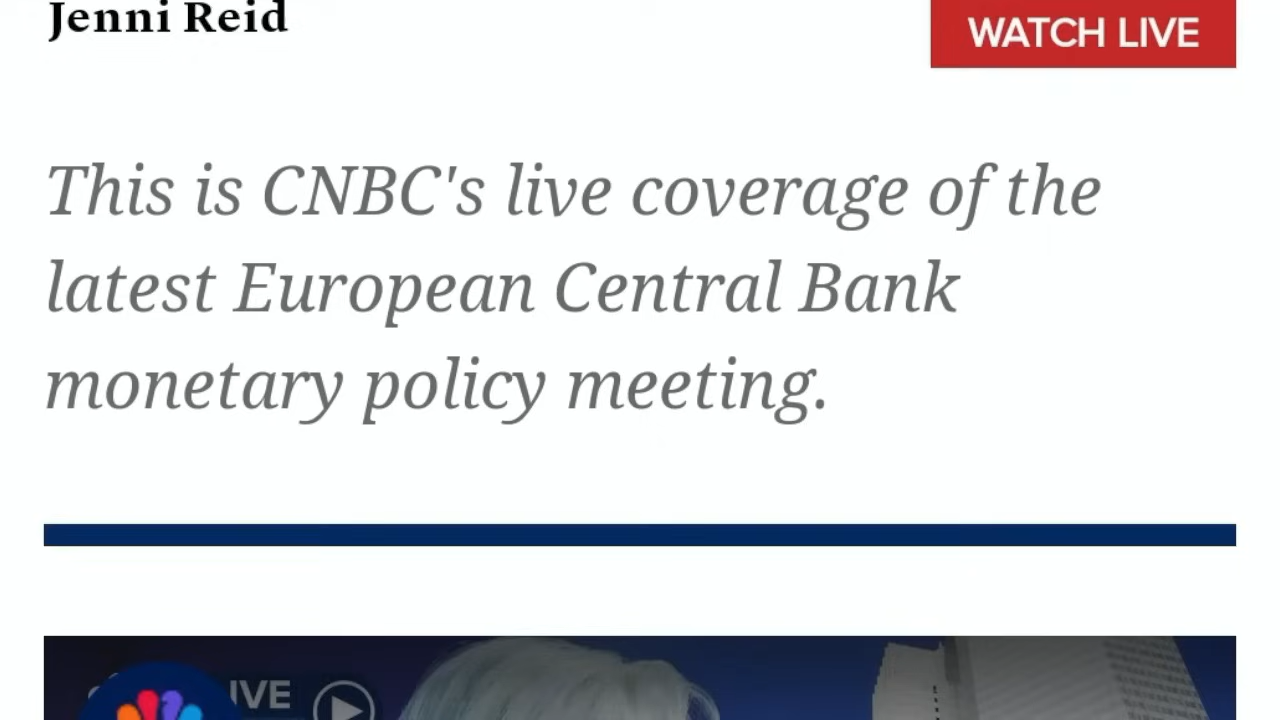 Jenni Reid
WATCH LIVE
This is CNBC's live coverage of the
latest European Central Bank
monetary policy meeting.